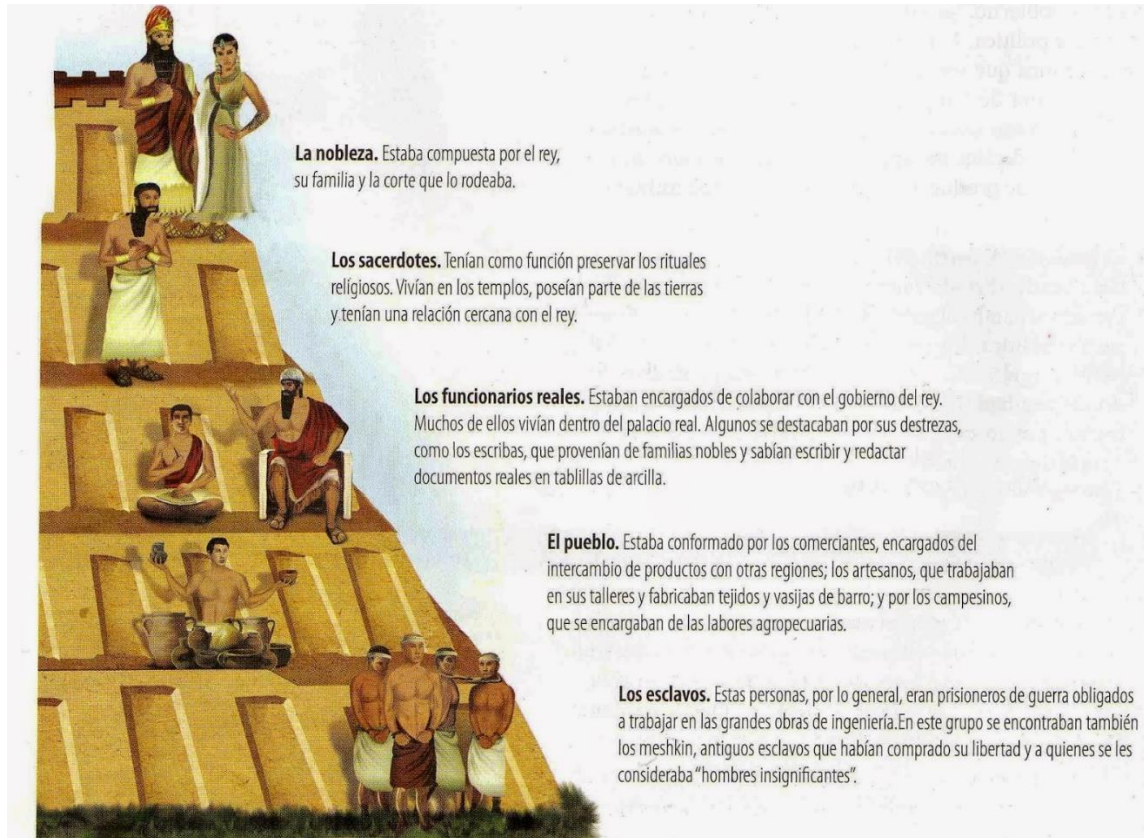 La nobleza. Estaba compuesta por el rey,
su familia y la corte que lo rodeaba.
Los sacerdotes. Tenían como función preservar los rituales
religiosos. Vivían en los templos, poseían parte de las tierras
y tenían una relación cercana con el rey.
Los funcionarios reales. Estaban encargados de colaborar con el gobierno del rey.
Muchos de ellos vivían dentro del palacio real. Algunos se destacaban por sus destrezas,
como los escribas, que provenían de familias nobles y sabían escribir y redactar
documentos reales en tablillas de arcilla.
El pueblo. Estaba conformado por los comerciantes, encargados del
intercambio de productos con otras regiones; los artesanos, que trabajaban
en sus talleres y fabricaban tejidos y vasijas de barro; y por los campesinos,
que se encargaban de las labores agropecuarias.
Los esclavos. Estas personas, por lo general, eran prisioneros de guerra obligados
a trabajar en las grandes obras de ingeniería.En este grupo se encontraban también
los meshkin, antiguos esclavos que habían comprado su libertad y a quienes se les
consideraba "hombres insignificantes".